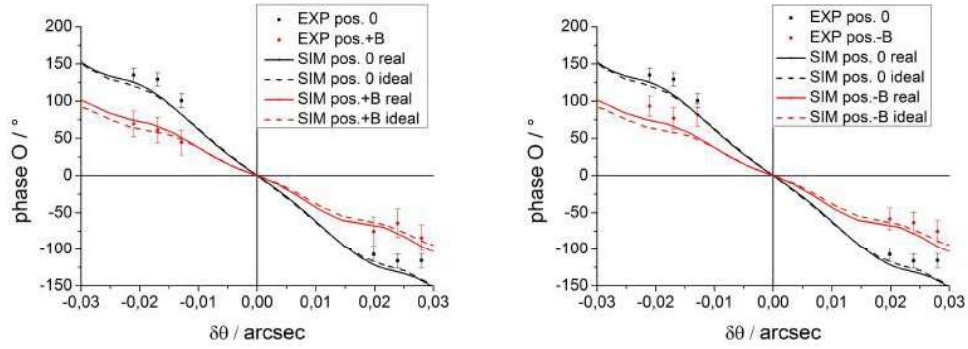 200
150
100
50
0
-50
-100
-150
phase O / °
EXP pos. 0
EXP pos.+B
SIM pos. 0 real
SIM pos. 0 ideal
SIM pos.+B real
SIM pos.+B ideal
-0,03 -0,02 -0,01 0,00 0,01 0,02 0,03
δθ / arcsec
200
150
100
50
0
-50
-100
-150
phase O / °
EXP pos. 0
EXP pos.-B
SIM pos. 0 real
SIM pos. 0 ideal
SIM pos.-B real
SIM pos.-B ideal
-0,03 -0,02 -0,01 0,00 0,01 0,02 0,03
δθ / arcsec